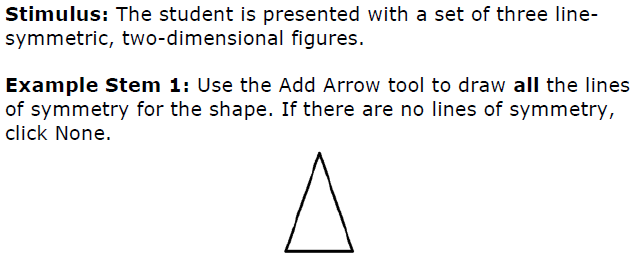 Stimulus: The student is presented with a set of three line-
symmetric, two-dimensional figures.
Example Stem 1: Use the Add Arrow tool to draw all the lines
of symmetry for the shape. If there are no lines of symmetry,
click None.